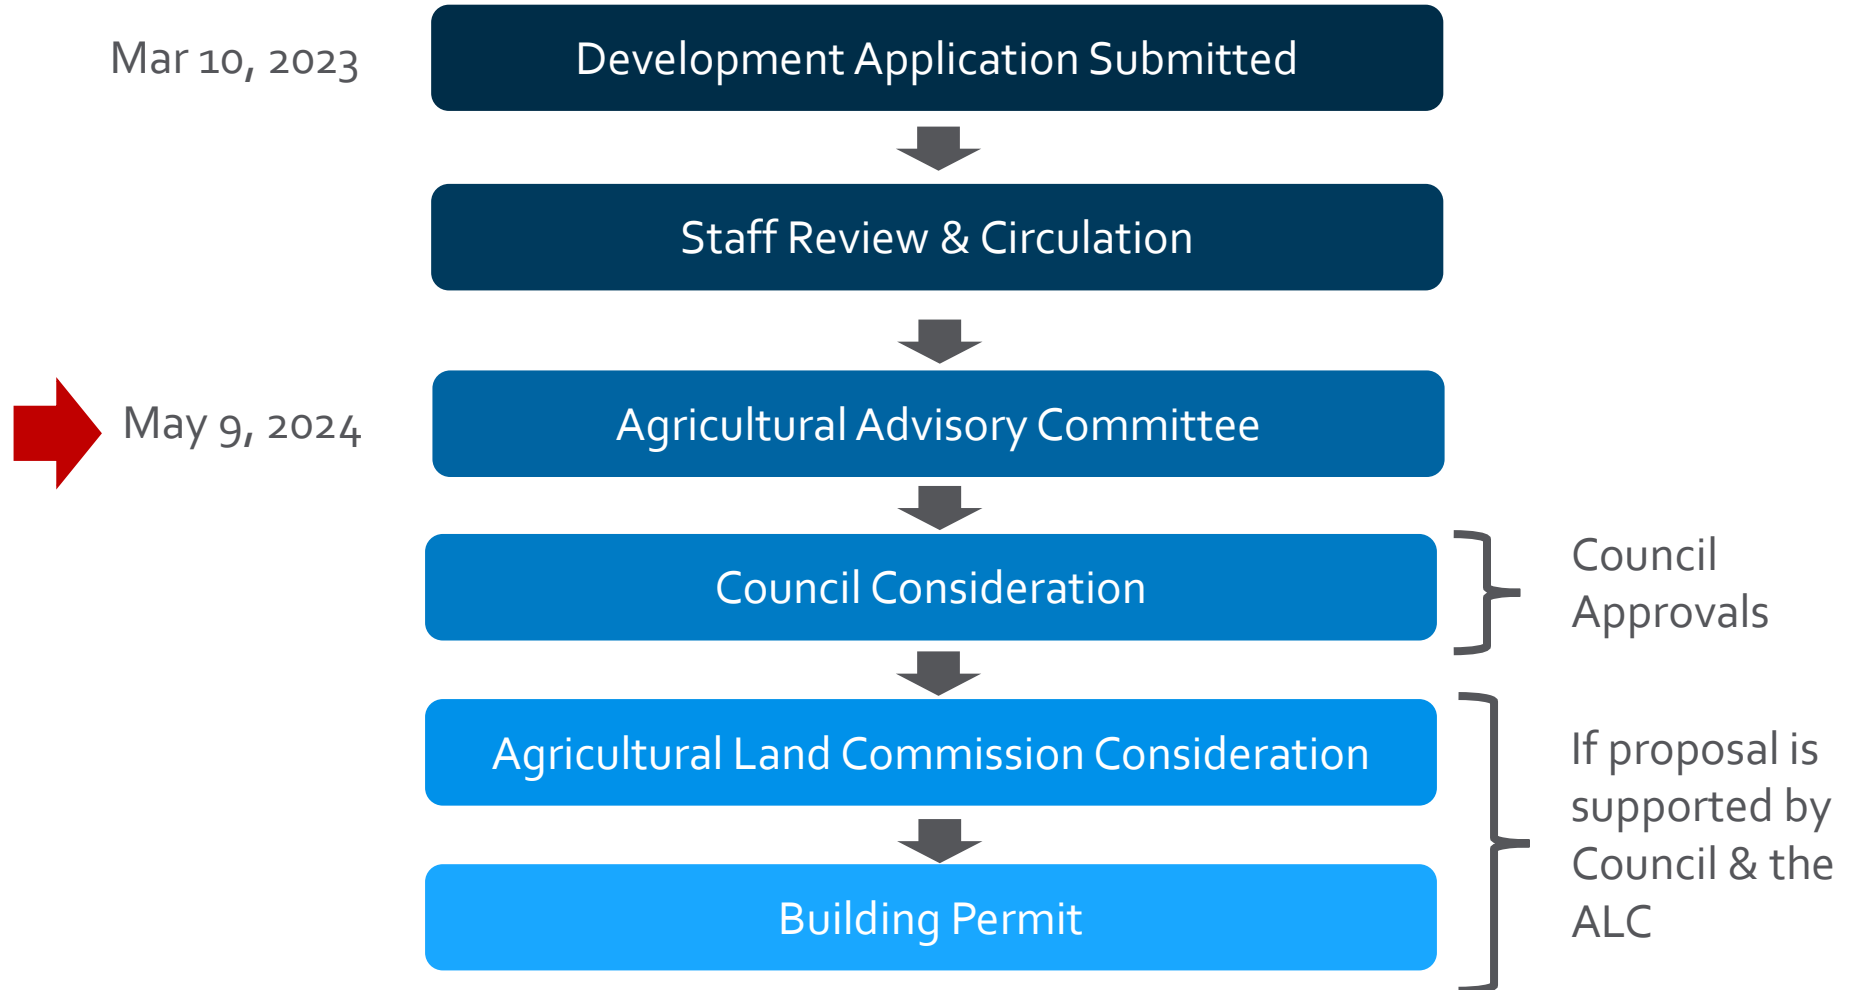 Mar 10, 2023
Development Application Submitted
Staff Review & Circulation
May 9, 2024
Agricultural Advisory Committee
Council Consideration
Council
Approvals
Agricultural Land Commission Consideration
If proposal is
supported by
Council & the
ALC
Building Permit